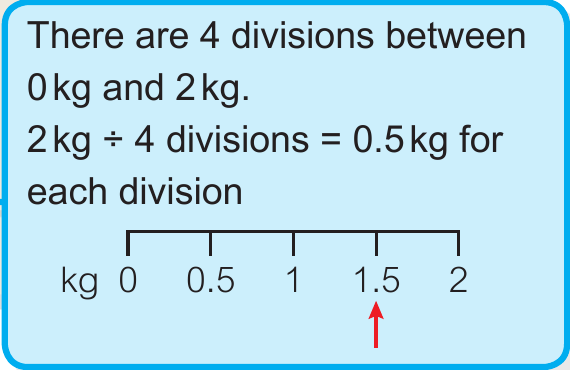 There are 4 divisions between
0 kg and 2 kg.
2 kg ÷ 4 divisions = 0.5 kg for
each division
kg 0 0.5 1 1.5 2